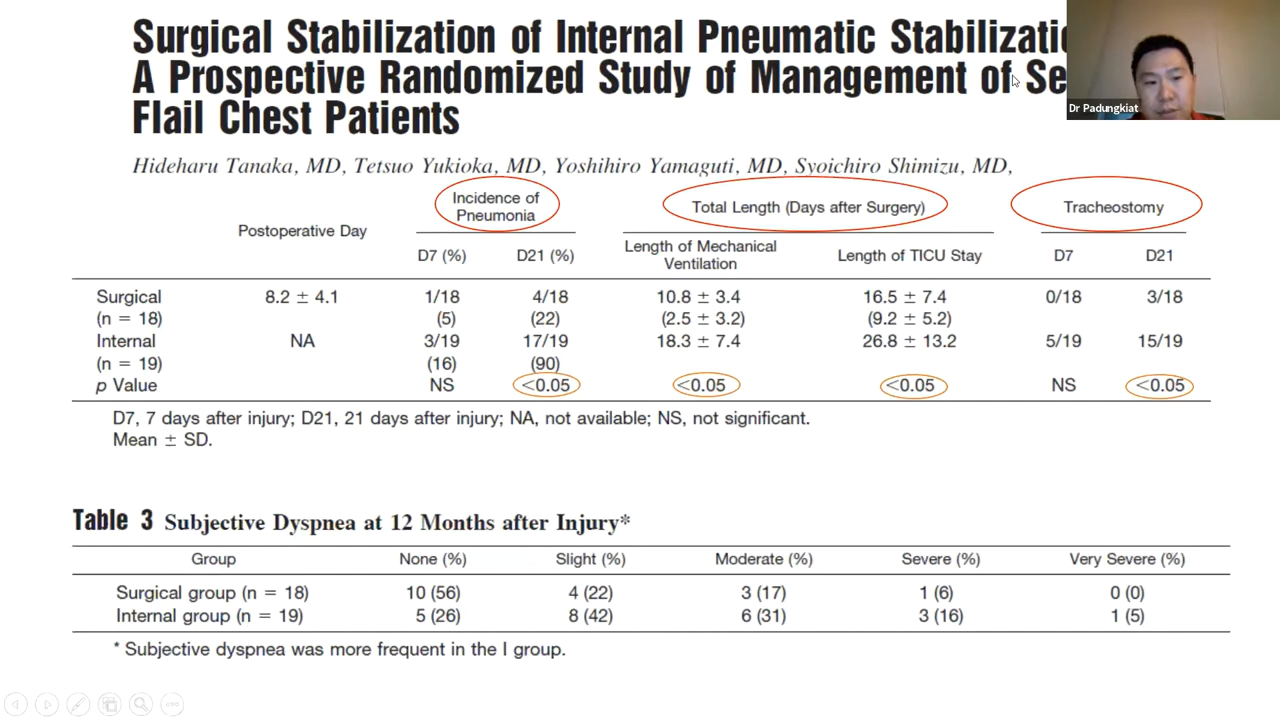 Surgical Stabilization of Internal Pneumatic
A Prospective Randomized Study of Management of
Flail Chest Patients
Dr Padungkiat
Hideharu Tanaka, MD, Tetsuo Yukioka, MD, Yoshihiro Yamaguti, MD, Syoichiro Shimizu, MD,
Postoperative Day
Incidence of
Pneumonia
D7 (%) D21 (%)
Total Length (Days after Surgery)
Length of Mechanical
Ventilation
Length of TICU Stay
Tracheostomy
D7 D21
Surgical 8.2 ± 4.1 1/18 4/18 10.8 ± 3.4 16.5 ± 7.4 0/18 3/18
(n = 18) (5) (22) (2.5 ± 3.2) (9.2 ± 5.2)
Internal NA 3/19 17/19 18.3 ± 7.4 26.8 ± 13.2 5/19 15/19
(n = 19) (16) (90)
p Value NS <0.05 <0.05 <0.05 NS <0.05
D7, 7 days after injury; D21, 21 days after injury; NA, not available; NS, not significant.
Mean ± SD.
Table 3 Subjective Dyspnea at 12 Months after Injury*
Group None (%) Slight (%) Moderate (%) Severe (%) Very Severe (%)
Surgical group (n = 18) 10 (56) 4 (22) 3 (17) 1 (6) 0 (0)
Internal group (n = 19) 5 (26) 8 (42) 6 (31) 3 (16) 1 (5)
* Subjective dyspnea was more frequent in the I group.